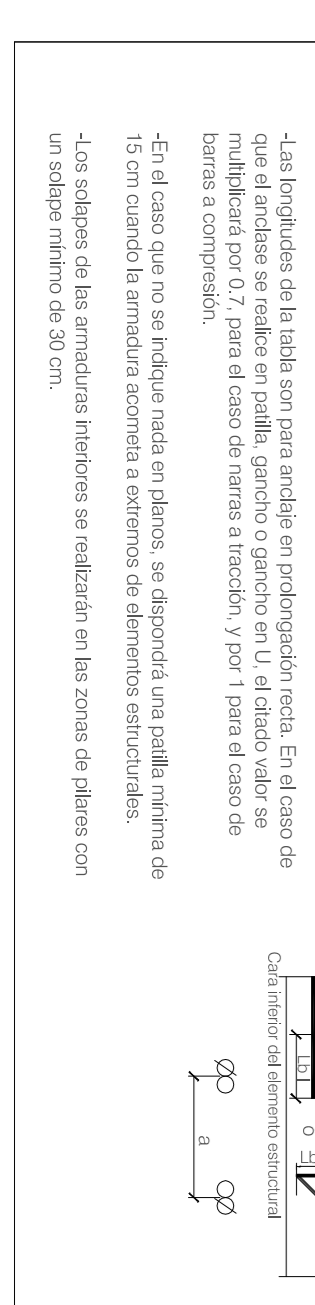 -Las longitudes de la tabla son para anclaje en prolongación recta. En el caso de
que el anclase se realice en patilla, gancho o gancho en U, el citado valor se
multiplicará por 0.7, para el caso de narras a tracción, y por 1 para el caso de
barras a compresión.
-En el caso que no se indique nada en planos, se dispondrá una patilla mínima de
15 cm cuando la armadura acometa a extremos de elementos estructurales.
-Los solapes de las armaduras interiores se realizarán en las zonas de pilares con
un solape mínimo de 30 cm.
Lb I
o
Cara inferior del elemento estructural
a